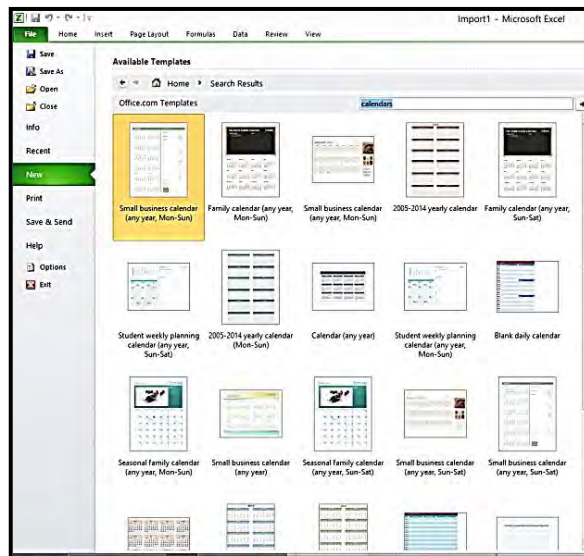 Import1 - Microsoft Excel
File Home Insert Page Layout Formulas Data Review View
Save
Save As
Open
Close
Info
Recent
New
Print
Save & Send
Help
Options
Exit
Available Templates
Home Search Results
Office.com Templates calendars
Small business calendar (any year, Mon-Sun)
Family calendar (any year, Mon-Sun)
Small business calendar (any year, Mon-Sun)
2005-2014 yearly calendar
Family calendar (any year, Sun-Sat)
Student weekly planning calendar (any year, Sun-Sat)
2005-2014 yearly calendar (Mon-Sun)
Calendar (any year)
Student weekly planning calendar (any year, Mon-Sun)
Blank daily calendar
Seasonal family calendar (any year, Mon-Sun)
Small business calendar (any year)
Seasonal family calendar (any year, Sun-Sat)
Small business calendar (any year, Sun-Sat)
Small business calendar (any year, Sun-Sat)